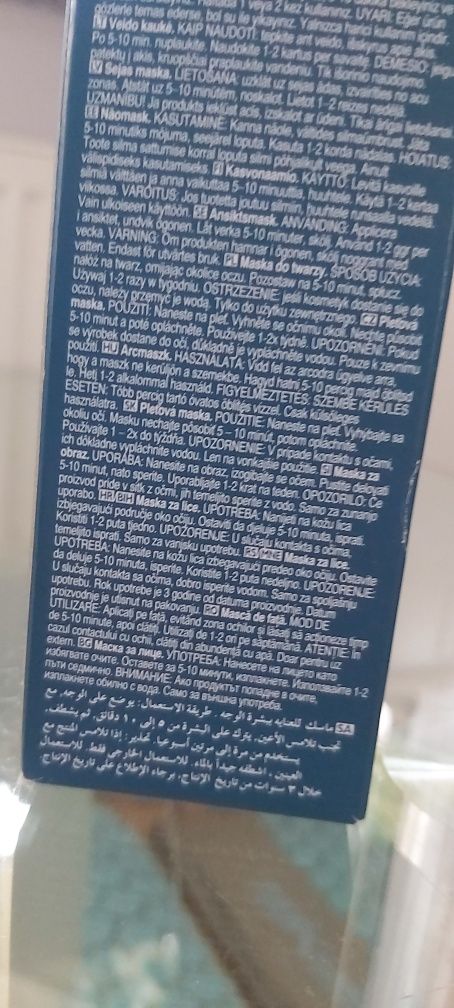 haftada 1 veya 2 kez kullanınız. UYARI: Eğer ürün
gözlerle temas ederse, bol su ile yıkayınız. Yalnızca harici kullanım içindir.
LT Veido kaukė. KAIP NAUDOTI: tepkite ant veido, išskyrus apie akis.
Po 5-10 min. nuplaukite. Naudokite 1-2 kartus per savaitę. DĖMESIO:
patektų į akis, kruopščiai praplaukite vandeniu. Tik išorinio naudojimo.
LV Sejas maska. LIETOŠANA: uzklāt uz sejas ādas, izvairīties no acu
zonas. Atstāt uz 5-10 minūtēm, noskalot. Lietot 1-2 reizes nedēļā.
UZMANĪBU! Ja produkts iekļūst acīs, izskalot ar ūdeni. Tikai ārīgai lietošanai.
EE Näomask. KASUTAMINE: Kanna näole, vältides silmaümbrust. Jäta
5-10 minutiks mõjuma, seejärel loputa. Kasuta 1-2 korda nädalas. HOIATUS:
Toote silma sattumise korral loputa silmi põhjalikult veega. Ainult
välispidiseks kasutamiseks. FI Kasvonaamio. KÄYTTÖ: Levitä kasvoille
silmiä välttäen ja anna vaikuttaa 5-10 minuuttia, huuhtele. Käytä 1-2 kertaa
viikossa. VAROITUS: Jos tuotetta joutuu silmiin, huuhtele runsaalla vedellä.
Vain ulkoiseen käyttöön. SE Ansiktsmask. ANVÄNDING: Applicera
i ansiktet, undvik ögonen. Låt verka 5-10 minuter, skölj. Använd 1-2 ggr per
vecka. VARNING: Om produkten hamnar i ögonen, skölj noggrant med
vatten. Endast för utvärtes bruk. PL Maska do twarzy. SPOSÓB UŻYCIA:
nałóż na twarz, omijając okolice oczu. Pozostaw na 5-10 minut, spłucz.
Używaj 1-2 razy w tygodniu. OSTRZEŻENIE: jeśli kosmetyk dostanie się do
oczu, należy przemyć je wodą. Tylko do użytku zewnętrznego. CZ Pleťová
maska. POUŽITÍ: Naneste na pleť. Vyhněte se očnímu okolí. Nechte působit
5-10 minut a poté opláchněte. Používejte 1-2x týdně. UPOZORNĚNÍ: Pokud
se výrobek dostane do očí, důkladně je vypláchněte vodou. Pouze k zevnímu
použití. HU Arcmaszk. HASZNÁLATA: Vidd fel az arcodra ügyelve arra,
hogy a maszk ne kerüljön a szemekbe. Hagyd hatni 5-10 percig majd öblítsd
le. Heti 1-2 alkalommal használd. FIGYELMEZTETÉS: SZEMBE KERÜLÉS
ESETÉN: Több percig tartó óvatos öblítés vízzel. Csak külsőleges
használatra. SK Pleťová maska. POUŽITIE: Naneste na pleť. Vyhýbajte sa
okoliu očí. Masku nechajte pôsobiť 5 – 10 minút, potom opláchnite.
Používajte 1 – 2x do týždňa. UPOZORNENIE: V prípade kontaktu s očami,
ich dôkladne vypláchnite vodou. Len na vonkajšie použitie. SI Maska za
obraz. UPORABA: Nanesite na obraz, izogibajte se očem. Pustite delovati
5-10 minut, nato sperite. Uporabljajte 1-2 krat na teden. OPOZORILO: Če
proizvod pride v stik z očmi, jih temeljito sperite z vodo. Samo za zunanjo
uporabo. HR/BIH Maska za lice. UPOTREBA: Nanijeti na kožu lica
izbjegavajući područje oko očiju. Ostaviti da djeluje 5-10 minuta, isprati.
Koristiti 1-2 puta tjedno. UPOZORENJE: U slučaju kontakta s očima,
temeljito isprati. Samo za vanjsku upotrebu. RS/MNE Maska za lice.
UPOTREBA: Nanesite na kožu lica izbegavajući predeo oko očiju. Ostavite
da deluje 5-10 minuta, isperite. Koristite 1-2 puta nedeljno. UPOZORENJE:
U slučaju kontakta sa očima, dobro isperite vodom. Samo za spoljašnju
upotrebu. Rok upotrebe je 3 godine od datuma proizvodnje. Datum
proizvodnje je utisnut na pakovanju. RO Mască de față. MOD DE
UTILIZARE: Aplicați pe față, evitând zona ochilor și lăsați să acționeze timp
de 5-10 minute, apoi clătiți. Utilizați de 1-2 ori pe săptămână. ATENȚIE: În
cazul contactului cu ochii, clătiți din abundență cu apă. Doar pentru uz
extern. BG Маска за лице. УПОТРЕБА: Нанесете на лицето като
избягвате очите. Оставете за 5-10 минути, изплакнете. Използвайте 1-2
пъти седмично. ВНИМАНИЕ: Ако продуктът попадне в очите,
изплакнете обилно с вода. Само за външна употреба.
SA ماسك للعناية ببشرة الوجه. طريقة الاستعمال: يوضع على الوجه، مع
تجنب تلامس الأعين. يترك على البشرة من ٥ إلى ١٠ دقائق، ثم يشطف.
يستخدم من مرة إلى مرتين أسبوعياً. تحذير: إذا تلامس المنتج مع
العينين، اشطفه جيداً بالماء. للاستعمال الخارجي فقط. للاستعمال
خلال ٣ سنوات من تاريخ الإنتاج. برجاء الإطلاع على تاريخ الإنتاج